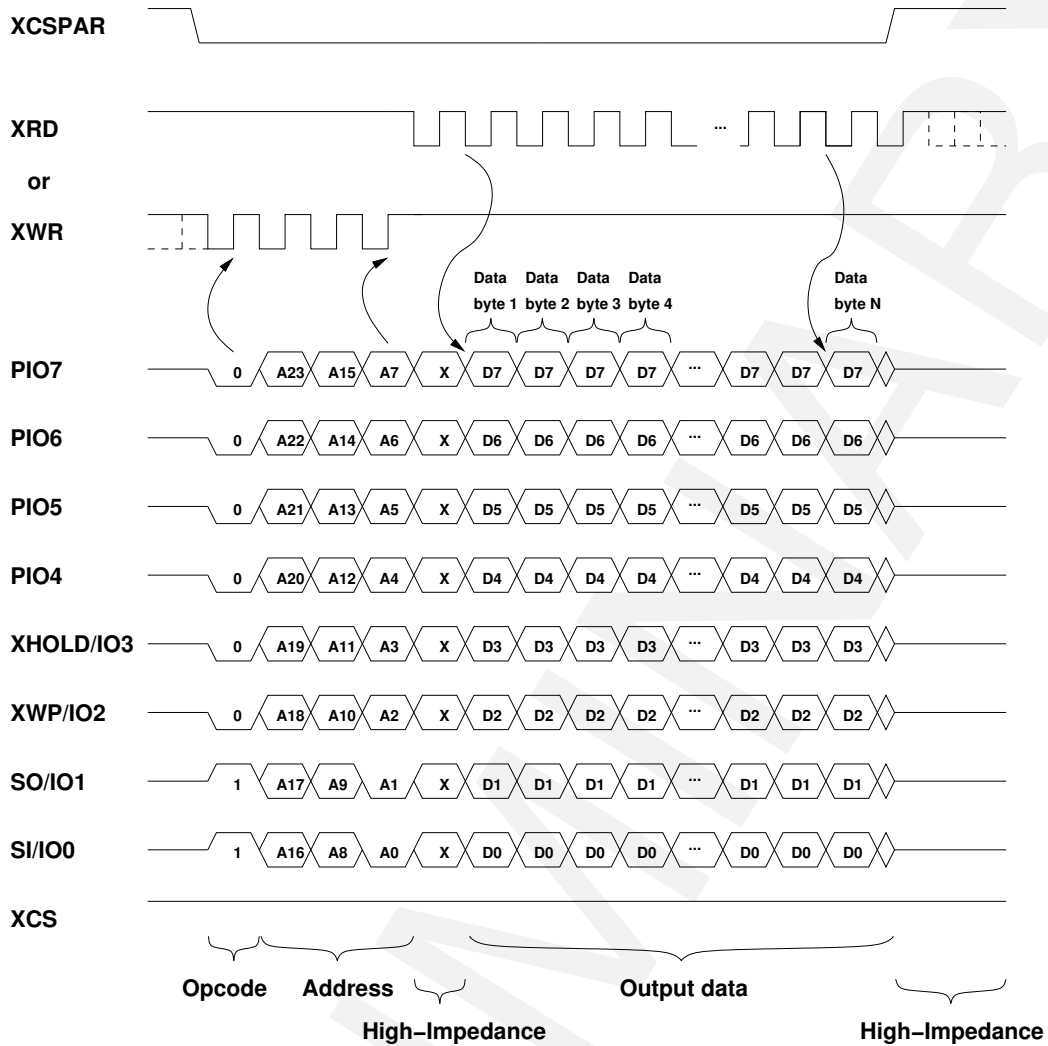 XCSPAR
XRD
...
or
XWR
Data Data Data Data Data
byte 1 byte 2 byte 3 byte 4 byte N
PIO7 0 A23 A15 A7 X D7 D7 D7 D7 ... D7 D7 D7
PIO6 0 A22 A14 A6 X D6 D6 D6 D6 ... D6 D6 D6
PIO5 0 A21 A13 A5 X D5 D5 D5 D5 ... D5 D5 D5
PIO4 0 A20 A12 A4 X D4 D4 D4 D4 ... D4 D4 D4
XHOLD/IO3 0 A19 A11 A3 X D3 D3 D3 D3 ... D3 D3 D3
XWP/IO2 0 A18 A10 A2 X D2 D2 D2 D2 ... D2 D2 D2
SO/IO1 1 A17 A9 A1 X D1 D1 D1 D1 ... D1 D1 D1
SI/IO0 1 A16 A8 A0 X D0 D0 D0 D0 ... D0 D0 D0
XCS
Opcode Address Output data
High−Impedance High−Impedance